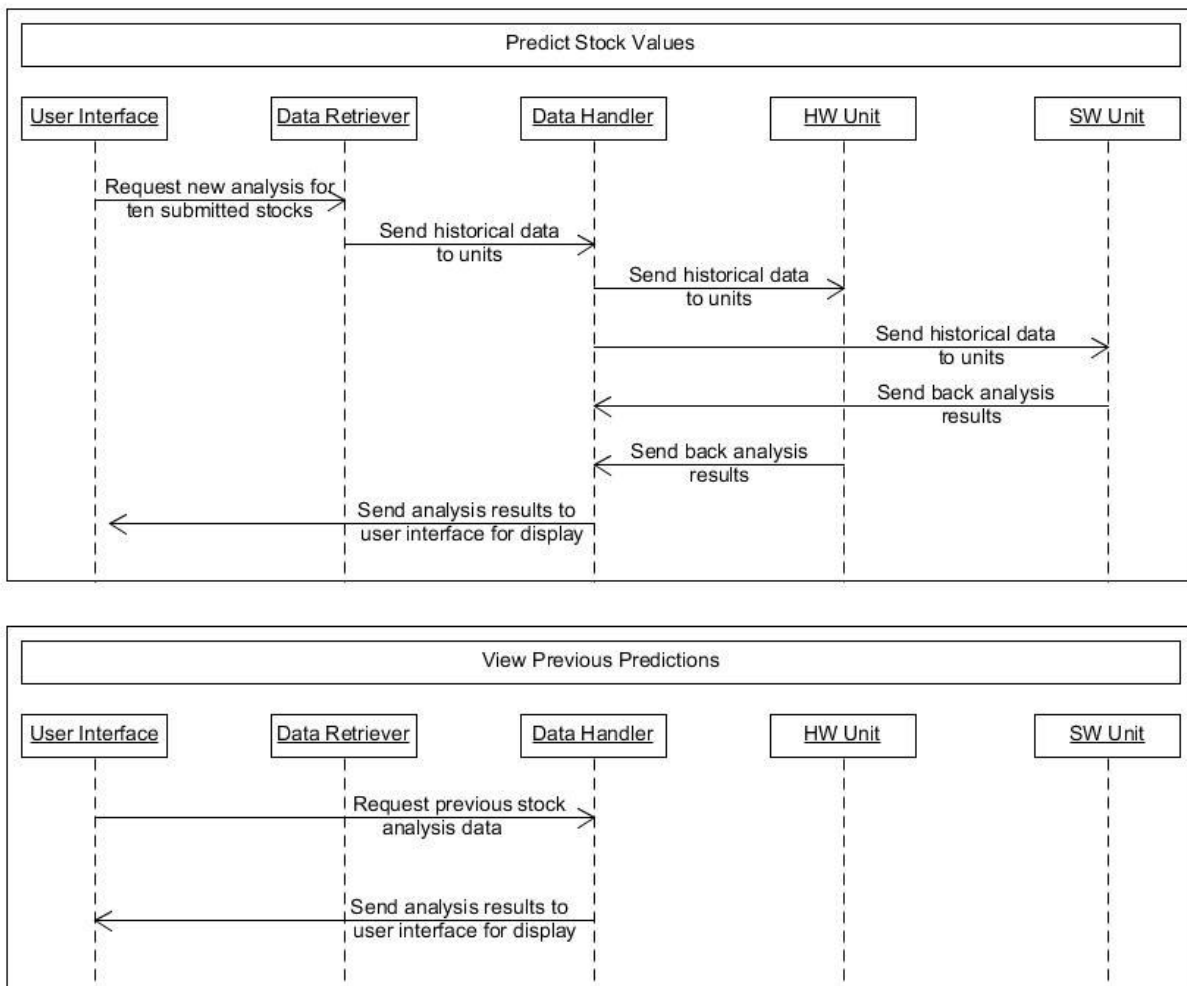 Predict Stock Values
User Interface
Data Retriever
Data Handler
HW Unit
SW Unit
Request new analysis for
ten submitted stocks
Send historical data
to units
Send historical data
to units
Send historical data
to units
Send back analysis
results
Send back analysis
results
Send analysis results to
user interface for display
View Previous Predictions
User Interface
Data Retriever
Data Handler
HW Unit
SW Unit
Request previous stock
analysis data
Send analysis results to
user interface for display